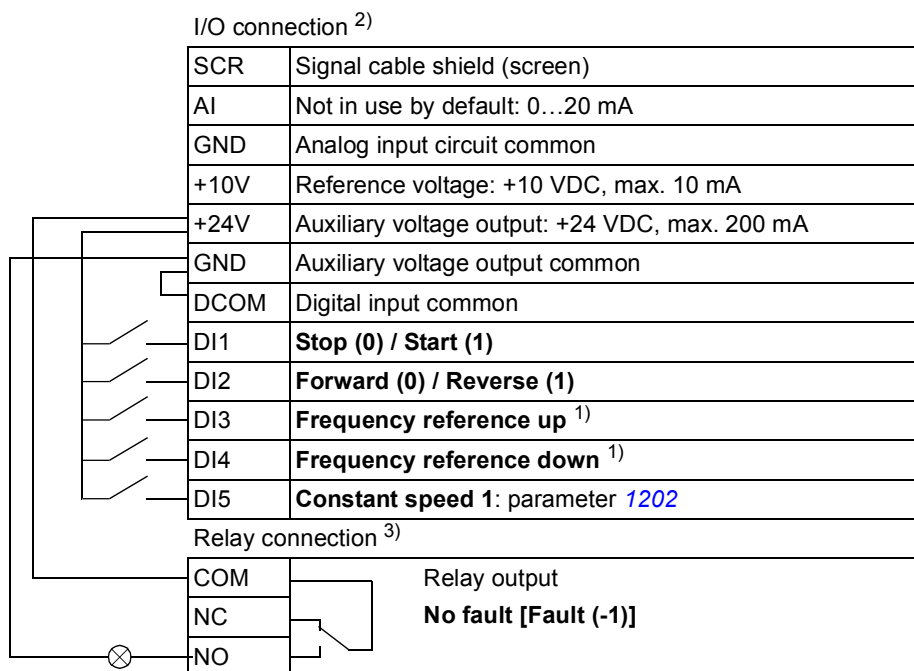 I/O connection 2)
SCR Signal cable shield (screen)
AI Not in use by default: 0…20 mA
GND Analog input circuit common
+10V Reference voltage: +10 VDC, max. 10 mA
+24V Auxiliary voltage output: +24 VDC, max. 200 mA
GND Auxiliary voltage output common
DCOM Digital input common
DI1 Stop (0) / Start (1)
DI2 Forward (0) / Reverse (1)
DI3 Frequency reference up 1)
DI4 Frequency reference down 1)
DI5 Constant speed 1: parameter 1202
Relay connection 3)
COM Relay output
NC No fault [Fault (-1)]
NO